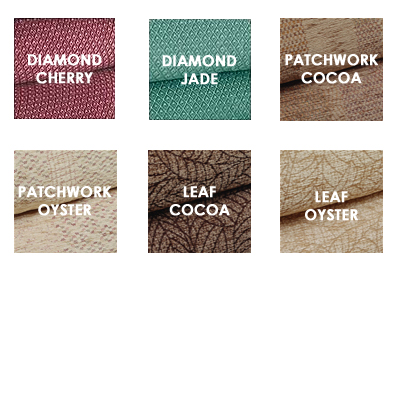 DIAMOND
CHERRY
DIAMOND
JADE
PATCHWORK
COCOA
PATCHWORK
OYSTER
LEAF
COCOA
LEAF
OYSTER